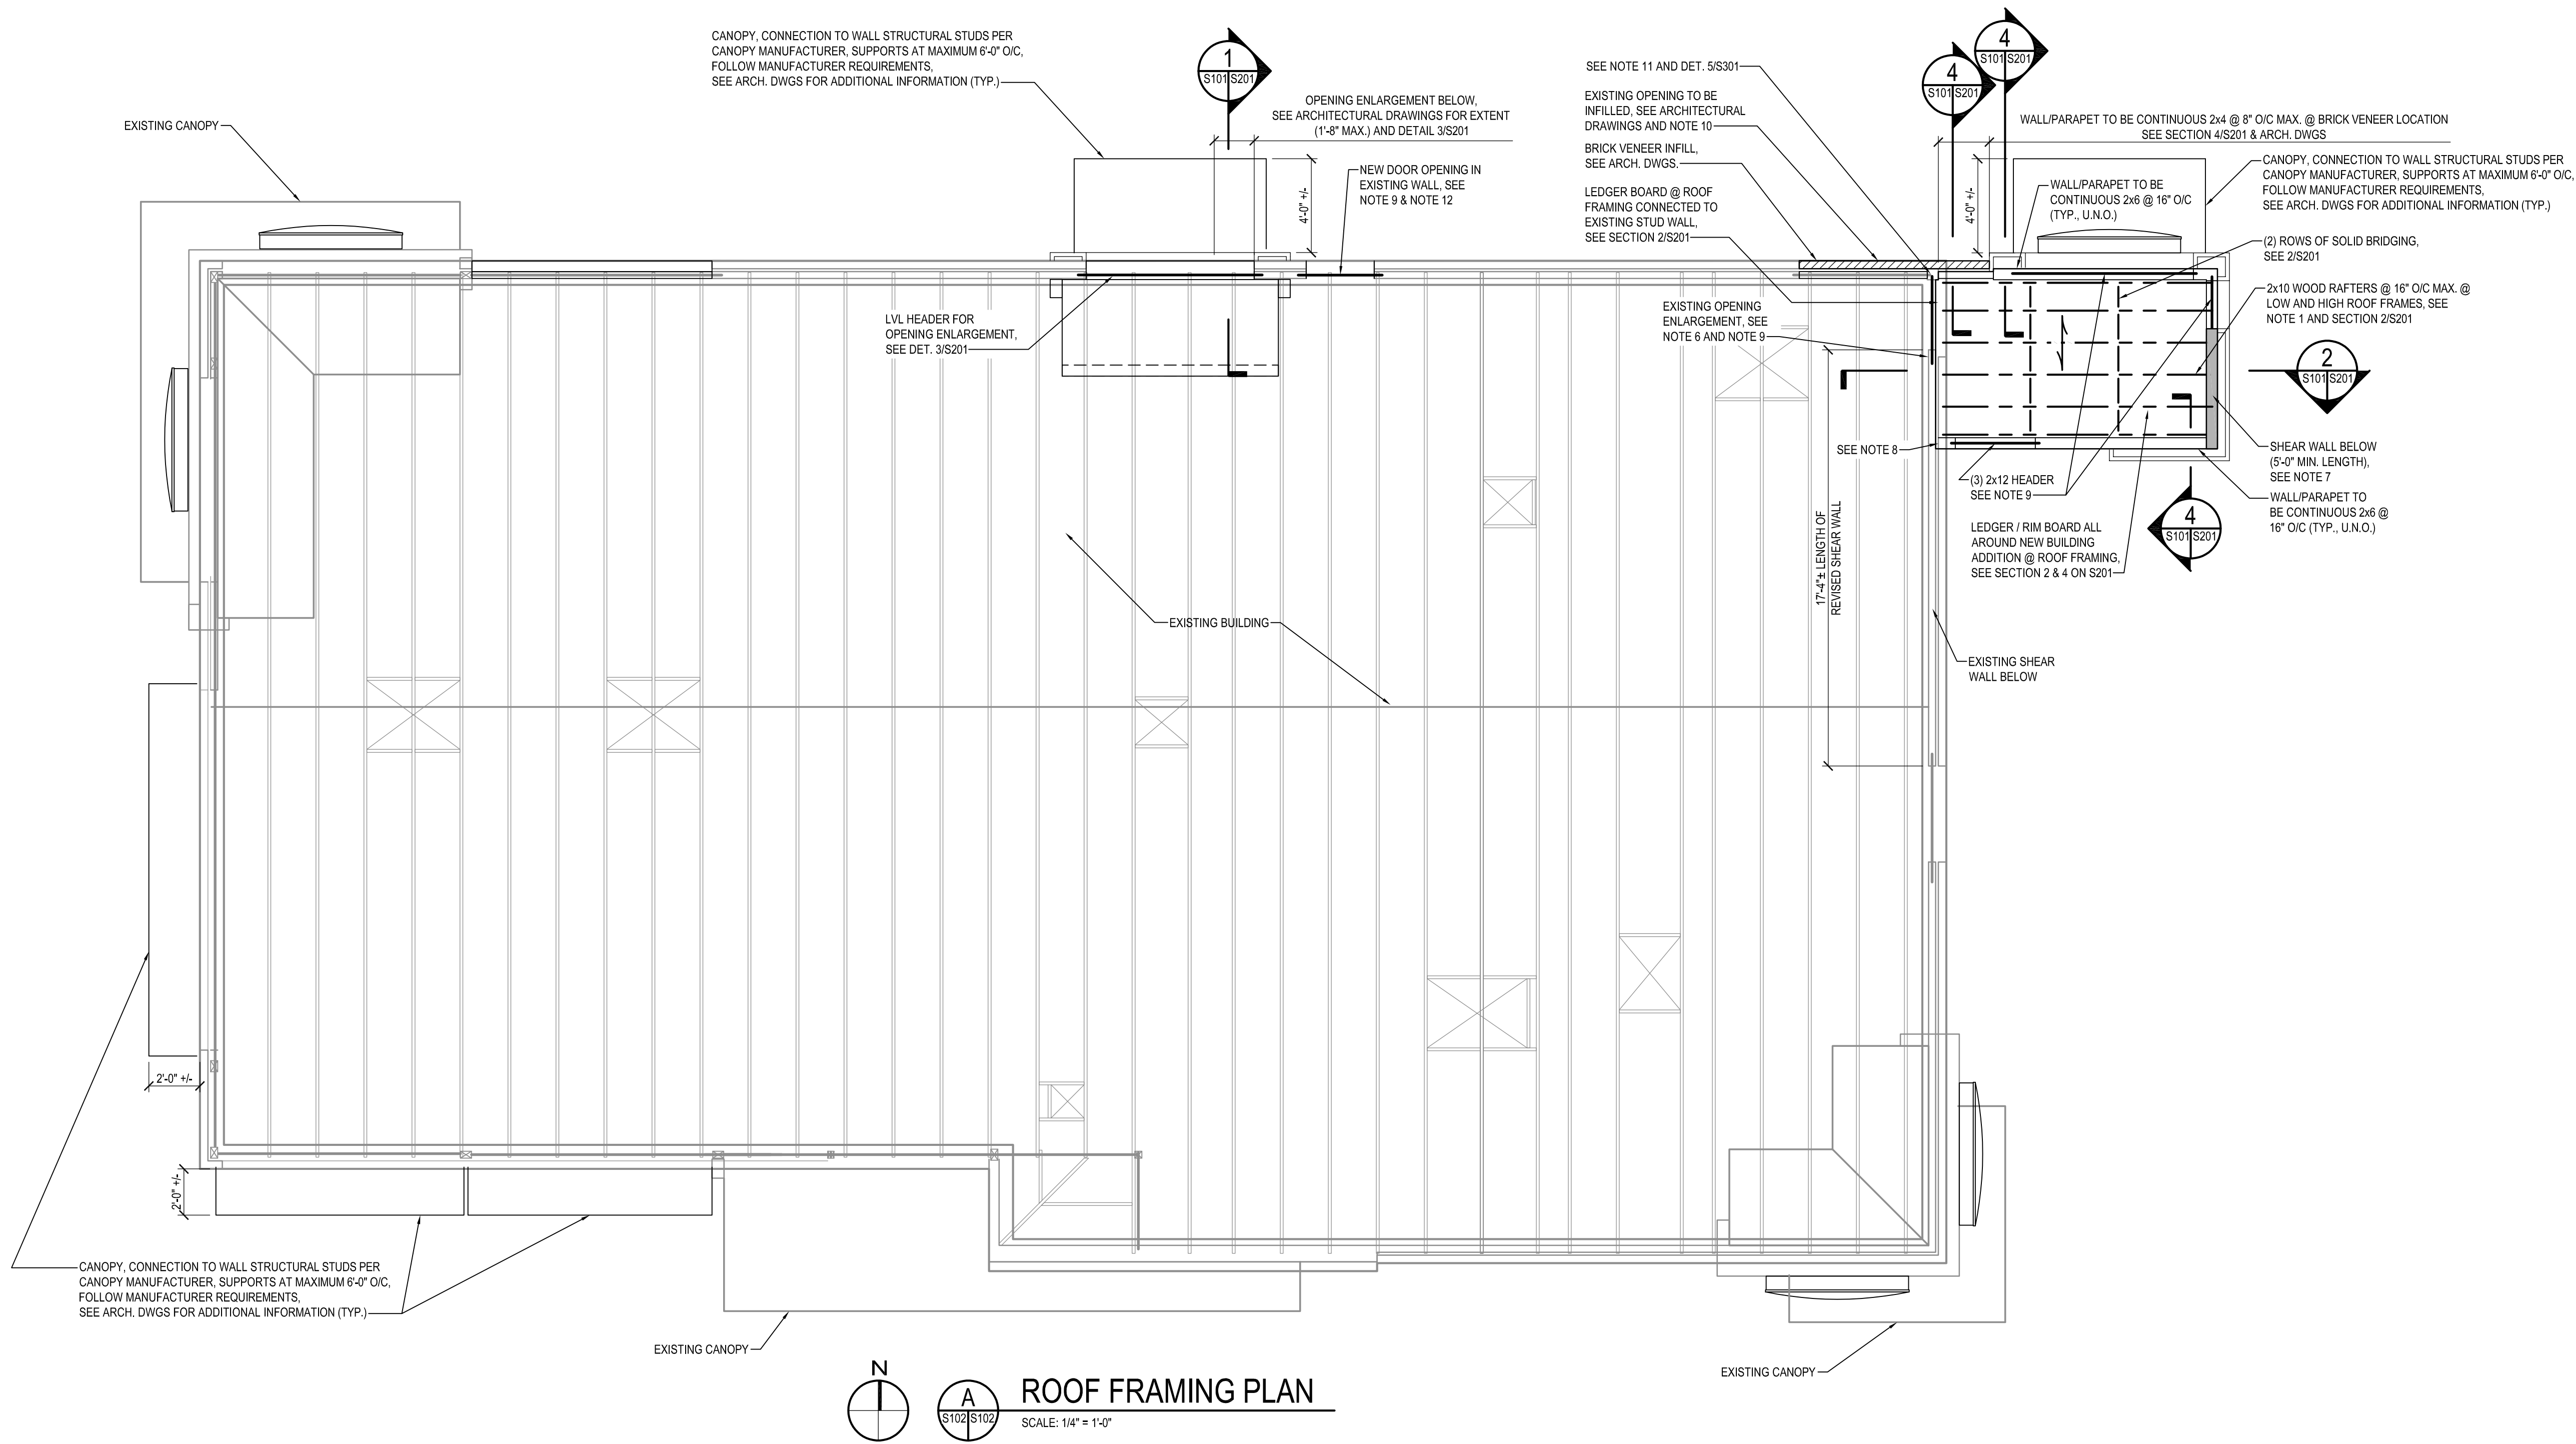 CANOPY, CONNECTION TO WALL STRUCTURAL STUDS PER
CANOPY MANUFACTURER, SUPPORTS AT MAXIMUM 6'-0" O/C,
FOLLOW MANUFACTURER REQUIREMENTS,
SEE ARCH. DWGS FOR ADDITIONAL INFORMATION (TYP.)
EXISTING CANOPY
1
S101 S201
OPENING ENLARGEMENT BELOW,
SEE ARCHITECTURAL DRAWINGS FOR EXTENT
(1'-8" MAX.) AND DETAIL 3/S201
4'-0" +/-
NEW DOOR OPENING IN
EXISTING WALL, SEE
NOTE 9 & NOTE 12
LVL HEADER FOR
OPENING ENLARGEMENT,
SEE DET. 3/S201
SEE NOTE 11 AND DET. 5/S301
EXISTING OPENING TO BE
INFILLED, SEE ARCHITECTURAL
DRAWINGS AND NOTE 10
BRICK VENEER INFILL,
SEE ARCH. DWGS.
LEDGER BOARD @ ROOF
FRAMING CONNECTED TO
EXISTING STUD WALL,
SEE SECTION 2/S201
EXISTING OPENING
ENLARGEMENT, SEE
NOTE 6 AND NOTE 9
4
S101 S201
4
S101 S201
WALL/PARAPET TO BE CONTINUOUS 2x4 @ 8" O/C MAX. @ BRICK VENEER LOCATION
SEE SECTION 4/S201 & ARCH. DWGS
4'-0" +/-
WALL/PARAPET TO BE
CONTINUOUS 2x6 @ 16" O/C
(TYP., U.N.O.)
CANOPY, CONNECTION TO WALL STRUCTURAL STUDS PER
CANOPY MANUFACTURER, SUPPORTS AT MAXIMUM 6'-0" O/C,
FOLLOW MANUFACTURER REQUIREMENTS,
SEE ARCH. DWGS FOR ADDITIONAL INFORMATION (TYP.)
(2) ROWS OF SOLID BRIDGING,
SEE 2/S201
2x10 WOOD RAFTERS @ 16" O/C MAX. @
LOW AND HIGH ROOF FRAMES, SEE
NOTE 1 AND SECTION 2/S201
2
S101 S201
SHEAR WALL BELOW
(5'-0" MIN. LENGTH),
SEE NOTE 7
WALL/PARAPET TO
BE CONTINUOUS 2x6 @
16" O/C (TYP., U.N.O.)
SEE NOTE 8
(3) 2x12 HEADER
SEE NOTE 9
LEDGER / RIM BOARD ALL
AROUND NEW BUILDING
ADDITION @ ROOF FRAMING,
SEE SECTION 2 & 4 ON S201
4
S101 S201
17'-4"± LENGTH OF
REVISED SHEAR WALL
EXISTING BUILDING
EXISTING SHEAR
WALL BELOW
2'-0" +/-
2'-0" +/-
CANOPY, CONNECTION TO WALL STRUCTURAL STUDS PER
CANOPY MANUFACTURER, SUPPORTS AT MAXIMUM 6'-0" O/C,
FOLLOW MANUFACTURER REQUIREMENTS,
SEE ARCH. DWGS FOR ADDITIONAL INFORMATION (TYP.)
EXISTING CANOPY
EXISTING CANOPY
N
A
S102 S102
ROOF FRAMING PLAN
SCALE: 1/4" = 1'-0"